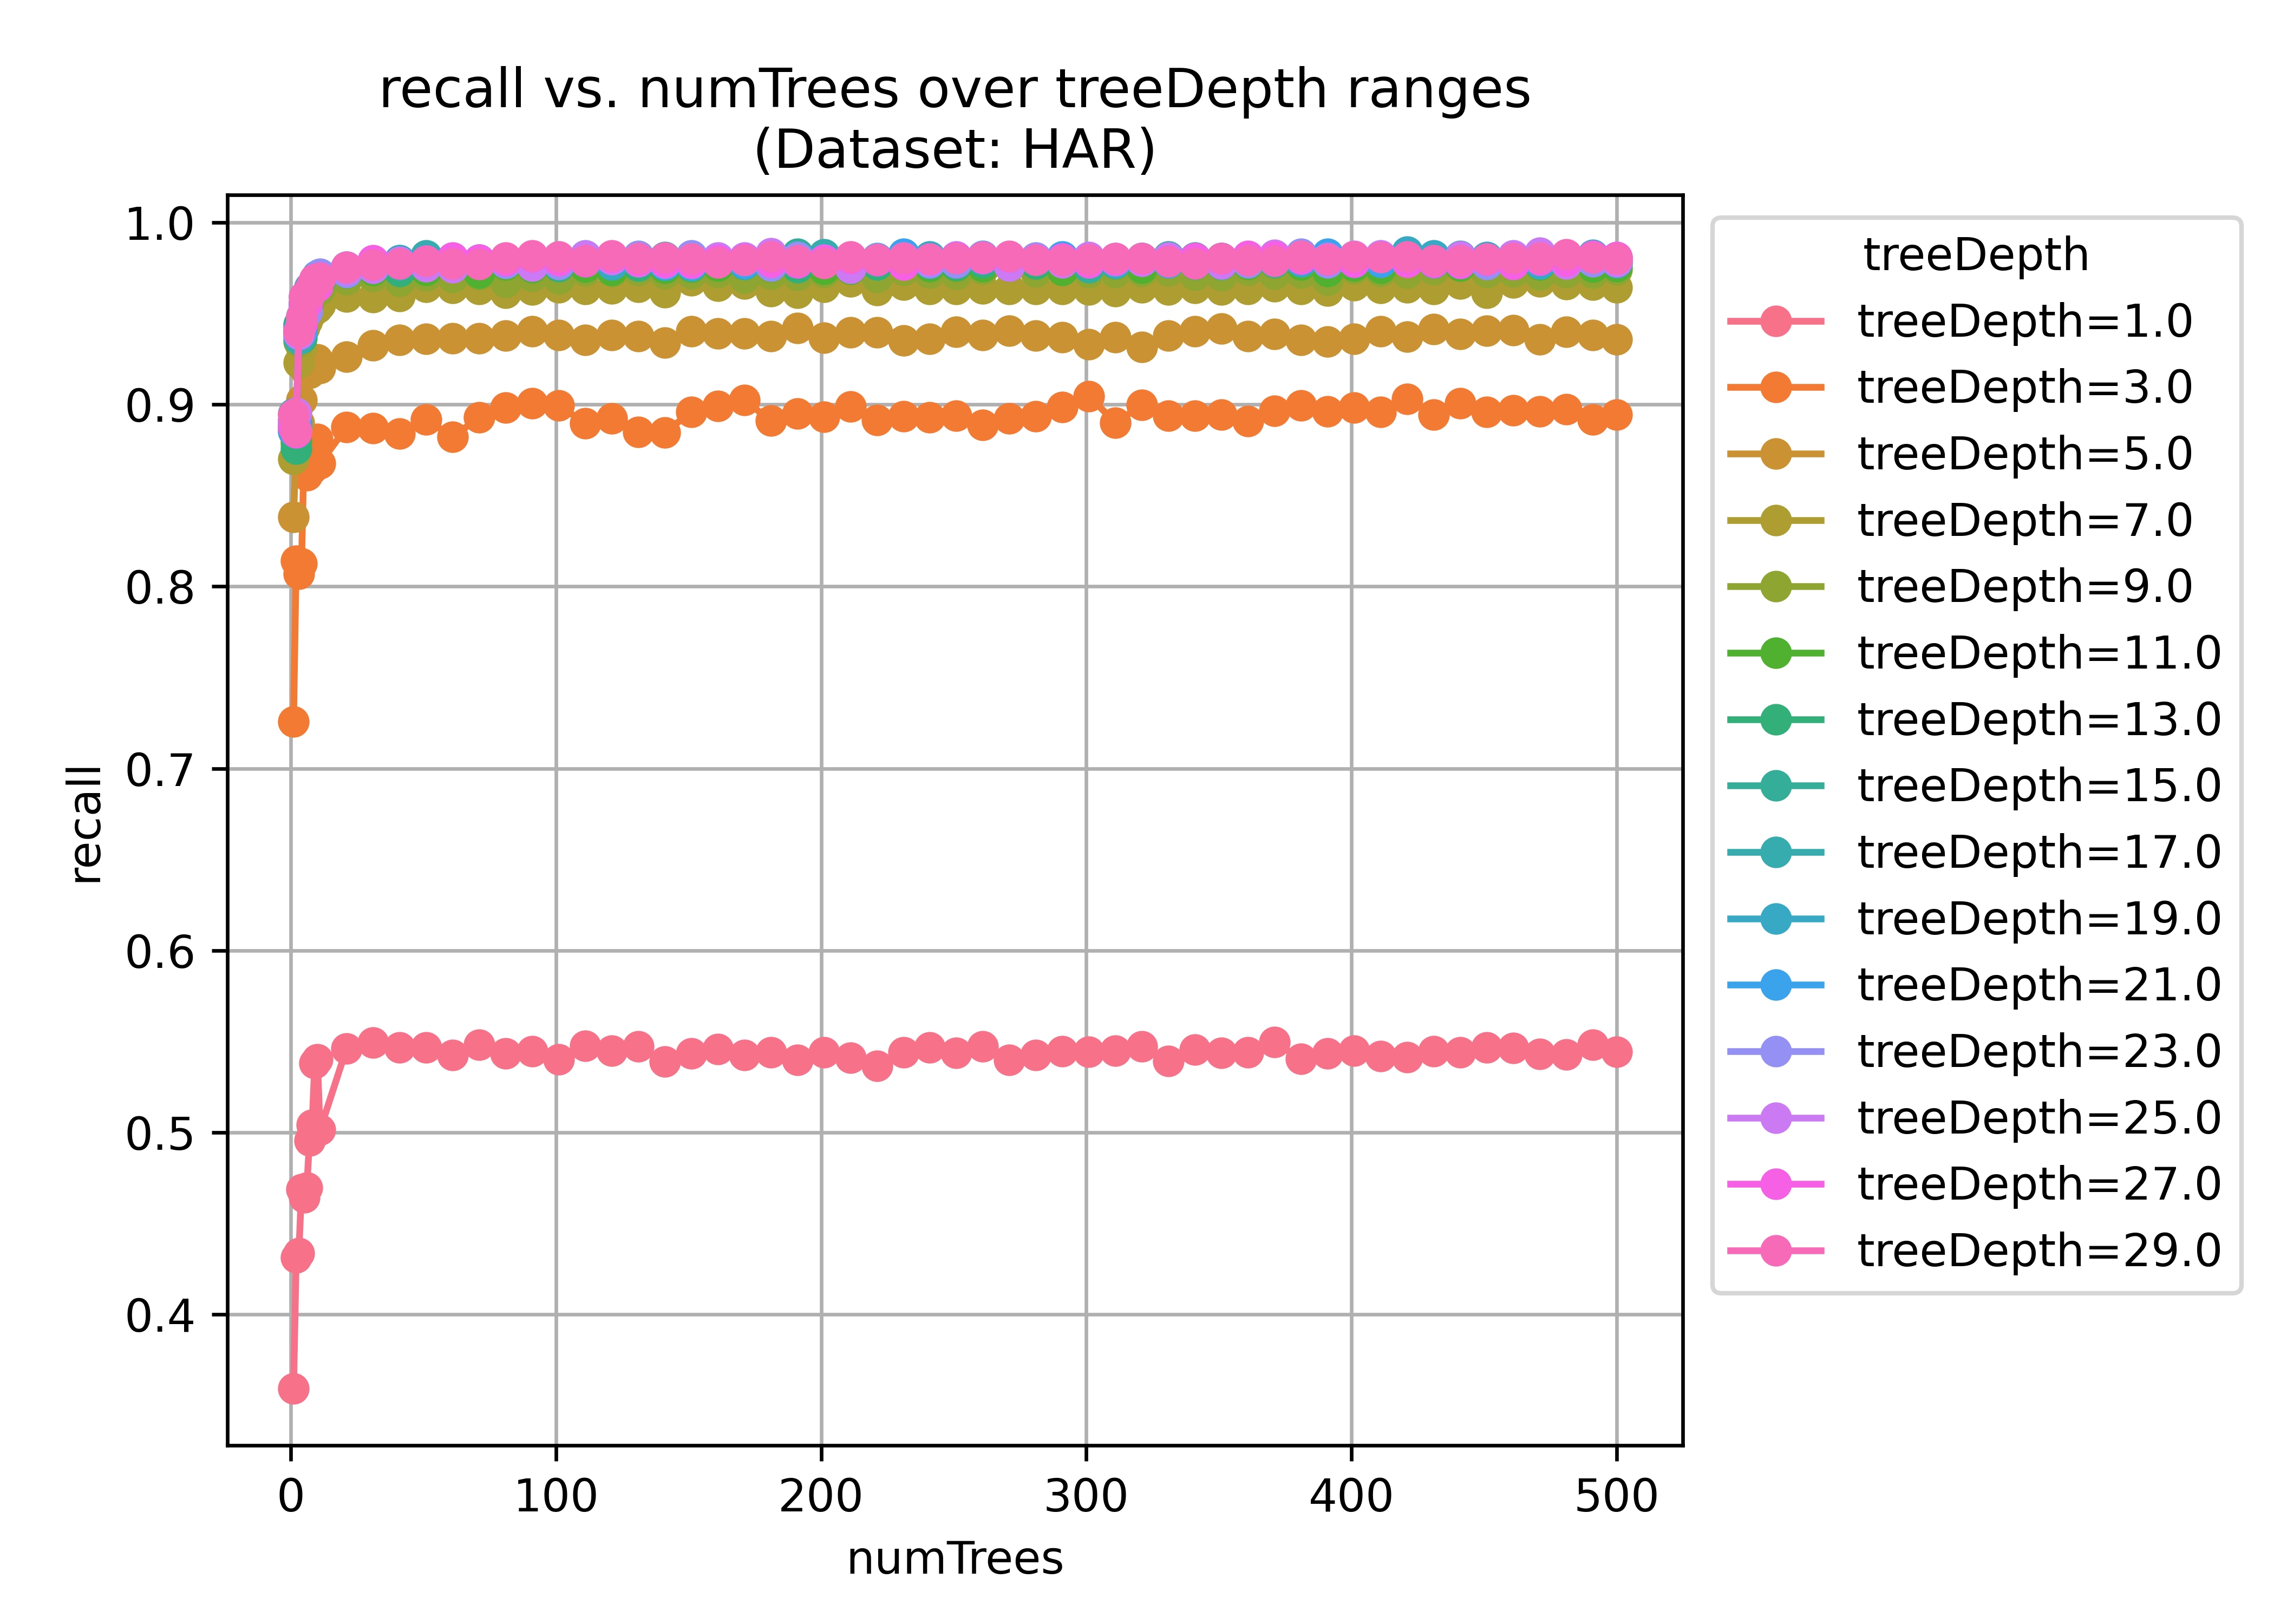 recall vs. numTrees over treeDepth ranges
(Dataset: HAR)
1.0
0.9
0.8
0.7
0.6
0.5
0.4
recall
0 100 200 300 400 500
numTrees
treeDepth
treeDepth=1.0
treeDepth=3.0
treeDepth=5.0
treeDepth=7.0
treeDepth=9.0
treeDepth=11.0
treeDepth=13.0
treeDepth=15.0
treeDepth=17.0
treeDepth=19.0
treeDepth=21.0
treeDepth=23.0
treeDepth=25.0
treeDepth=27.0
treeDepth=29.0